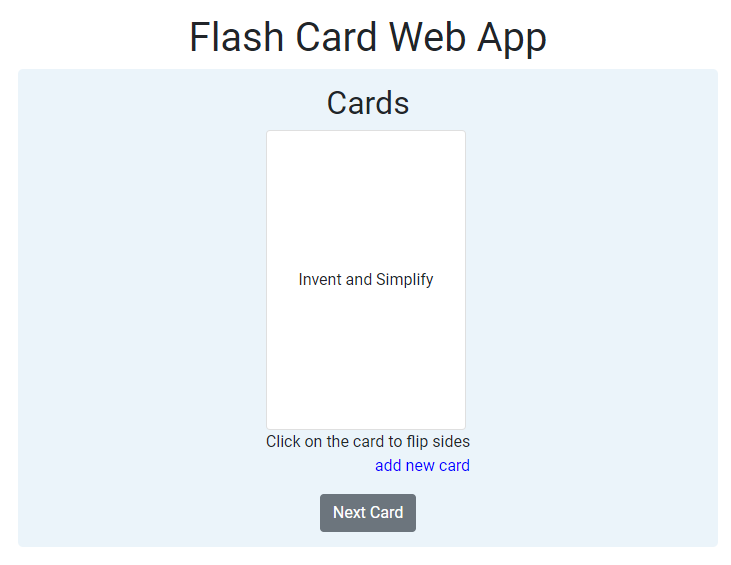 Flash Card Web App
Cards
Invent and Simplify
Click on the card to flip sides
add new card
Next Card